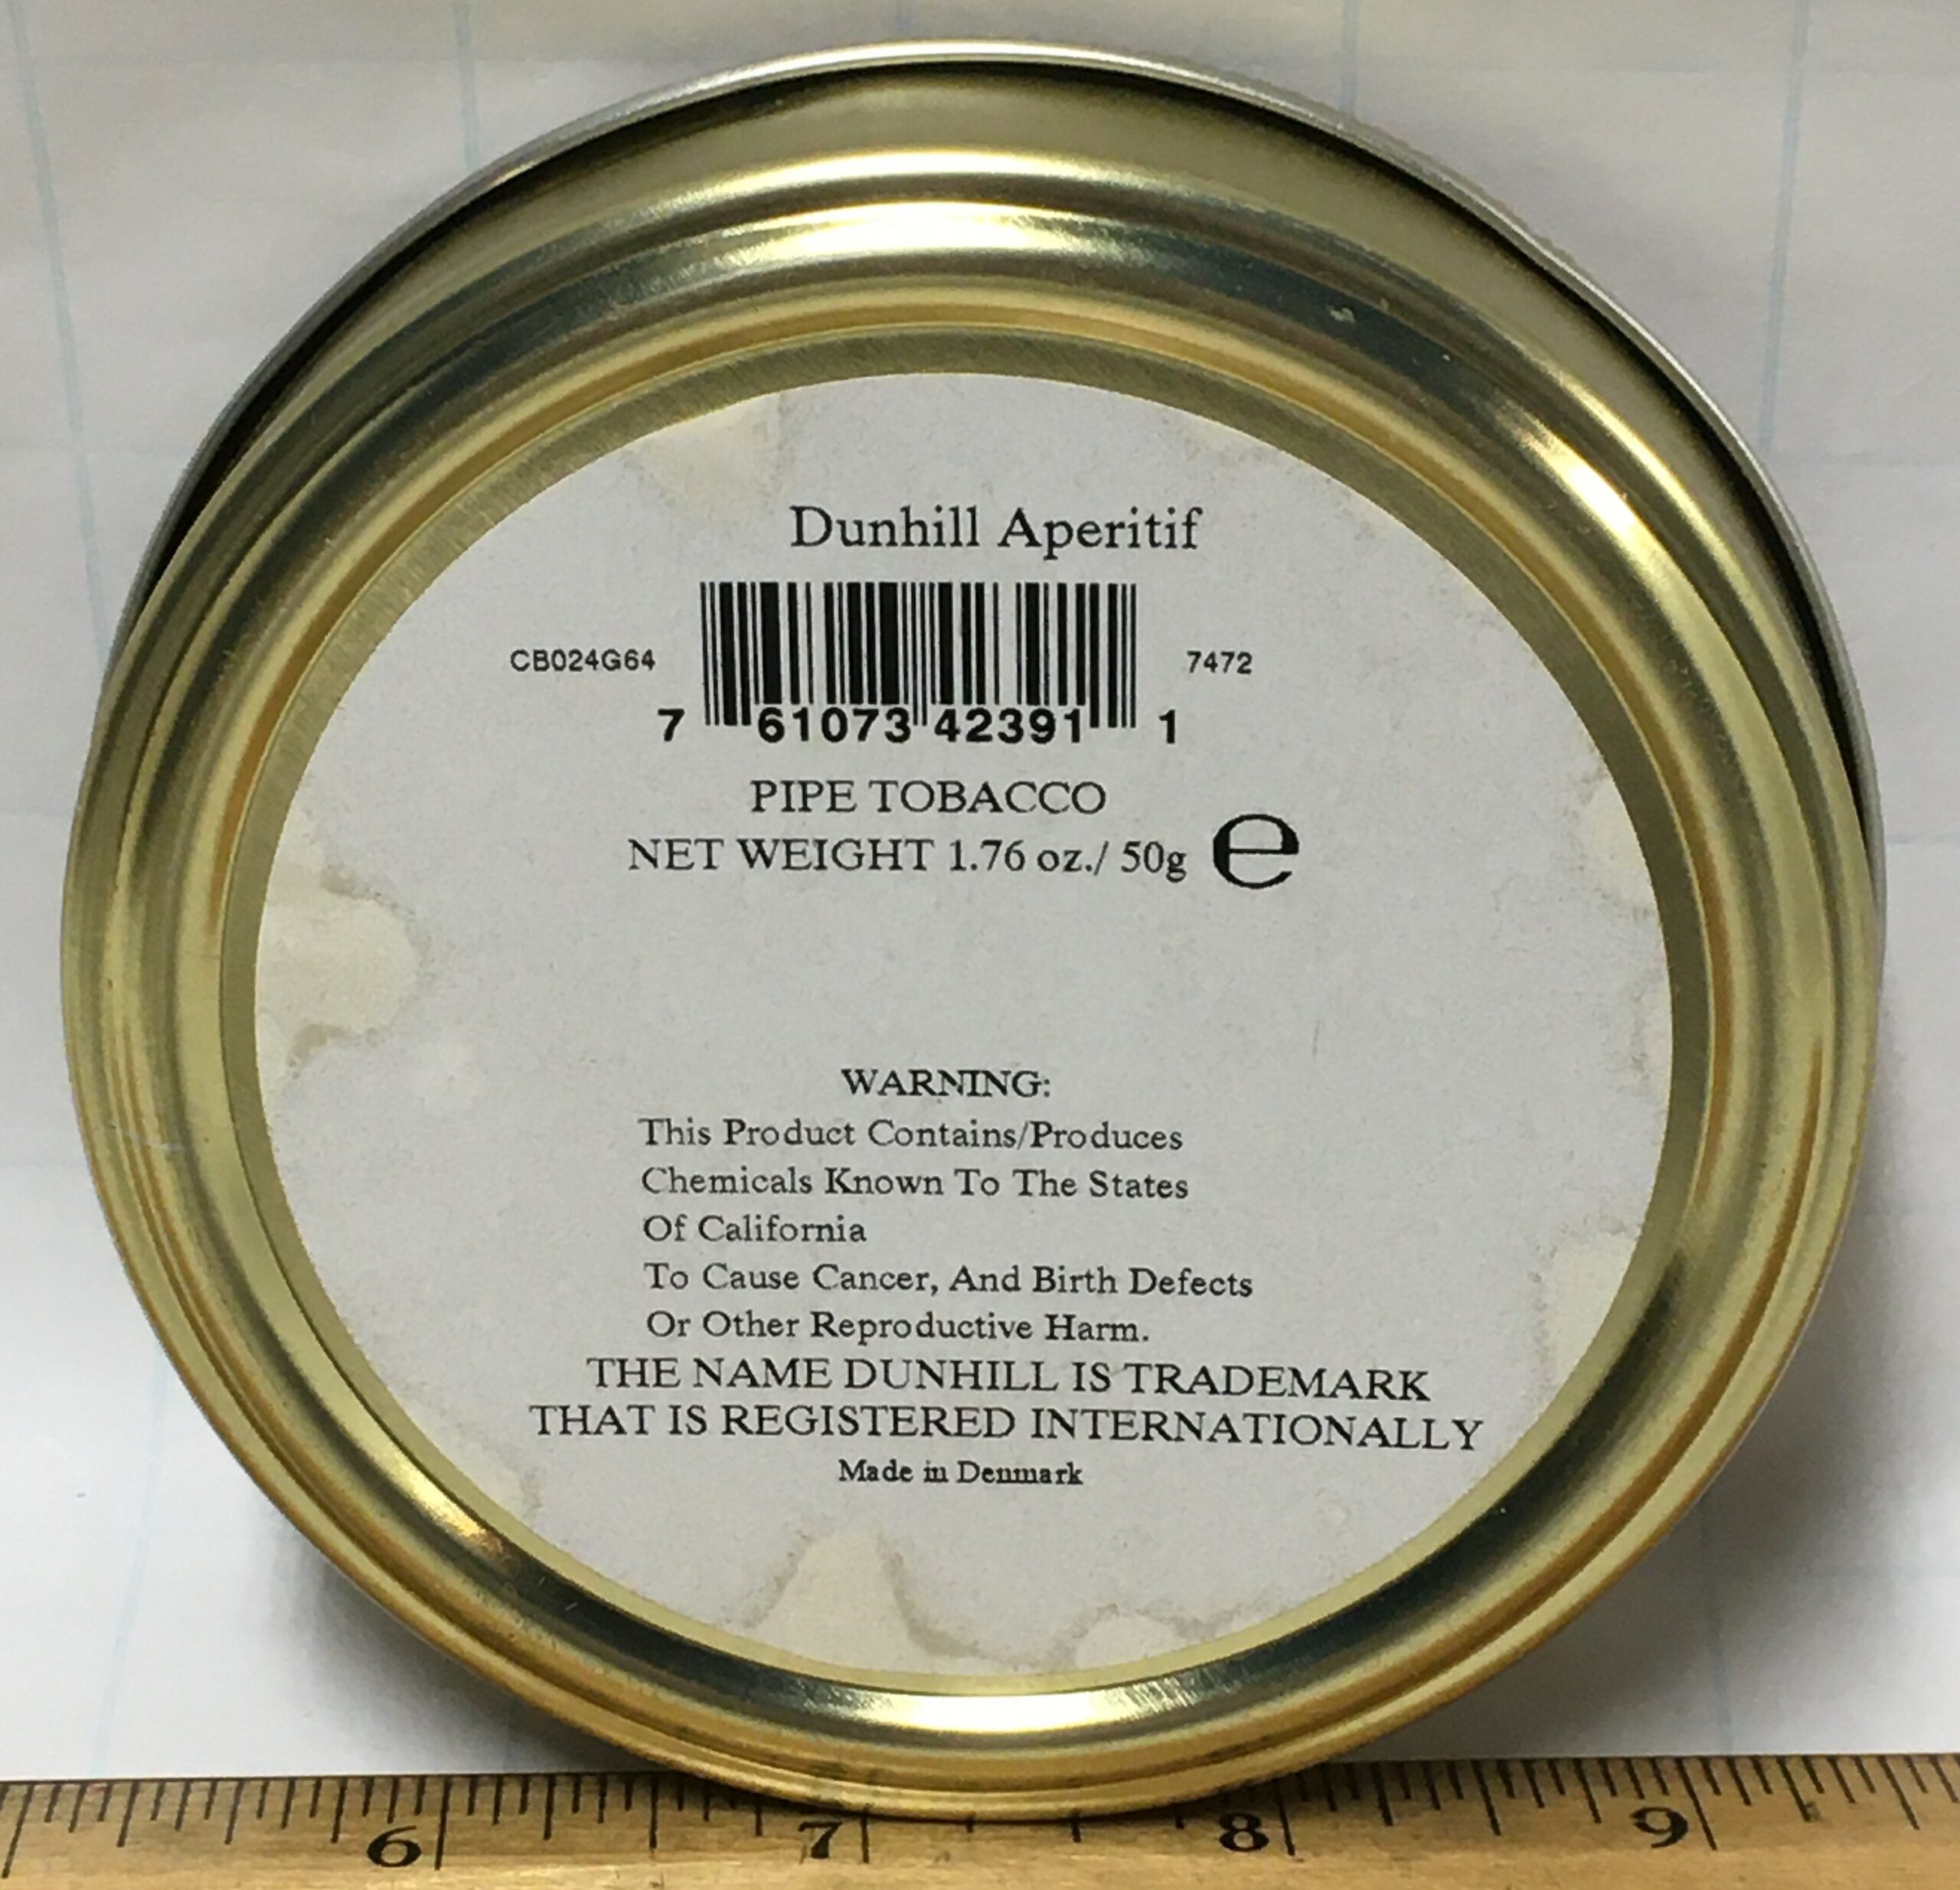 Dunhill Aperitif
CB024G64
7472
7 61073 42391 1
PIPE TOBACCO
NET WEIGHT 1.76 oz./ 50g e
WARNING:
This Product Contains/Produces
Chemicals Known To The States
Of California
To Cause Cancer, And Birth Defects
Or Other Reproductive Harm.
THE NAME DUNHILL IS TRADEMARK
THAT IS REGISTERED INTERNATIONALLY
Made in Denmark
6 7 8 9